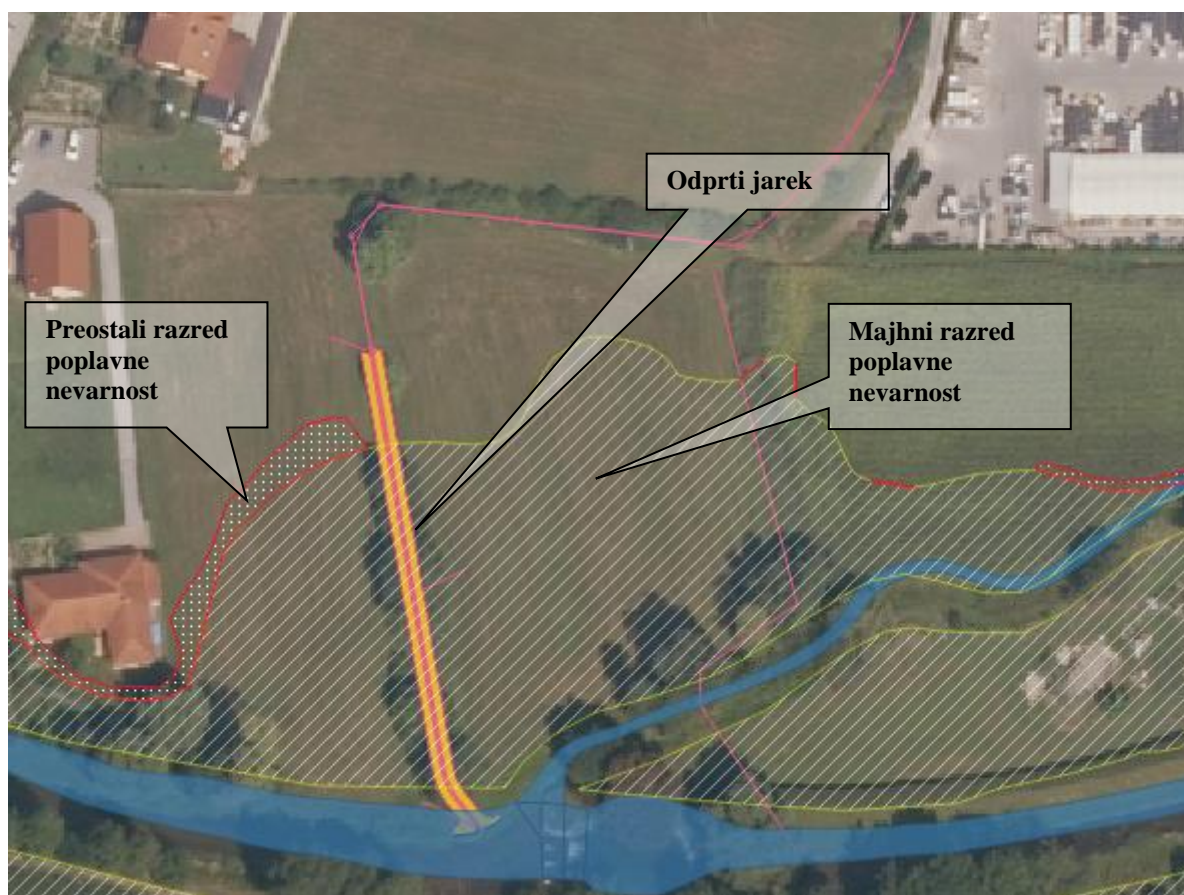 Odprti jarek
Preostali razred
poplavne
nevarnost
Majhni razred
poplavne
nevarnost